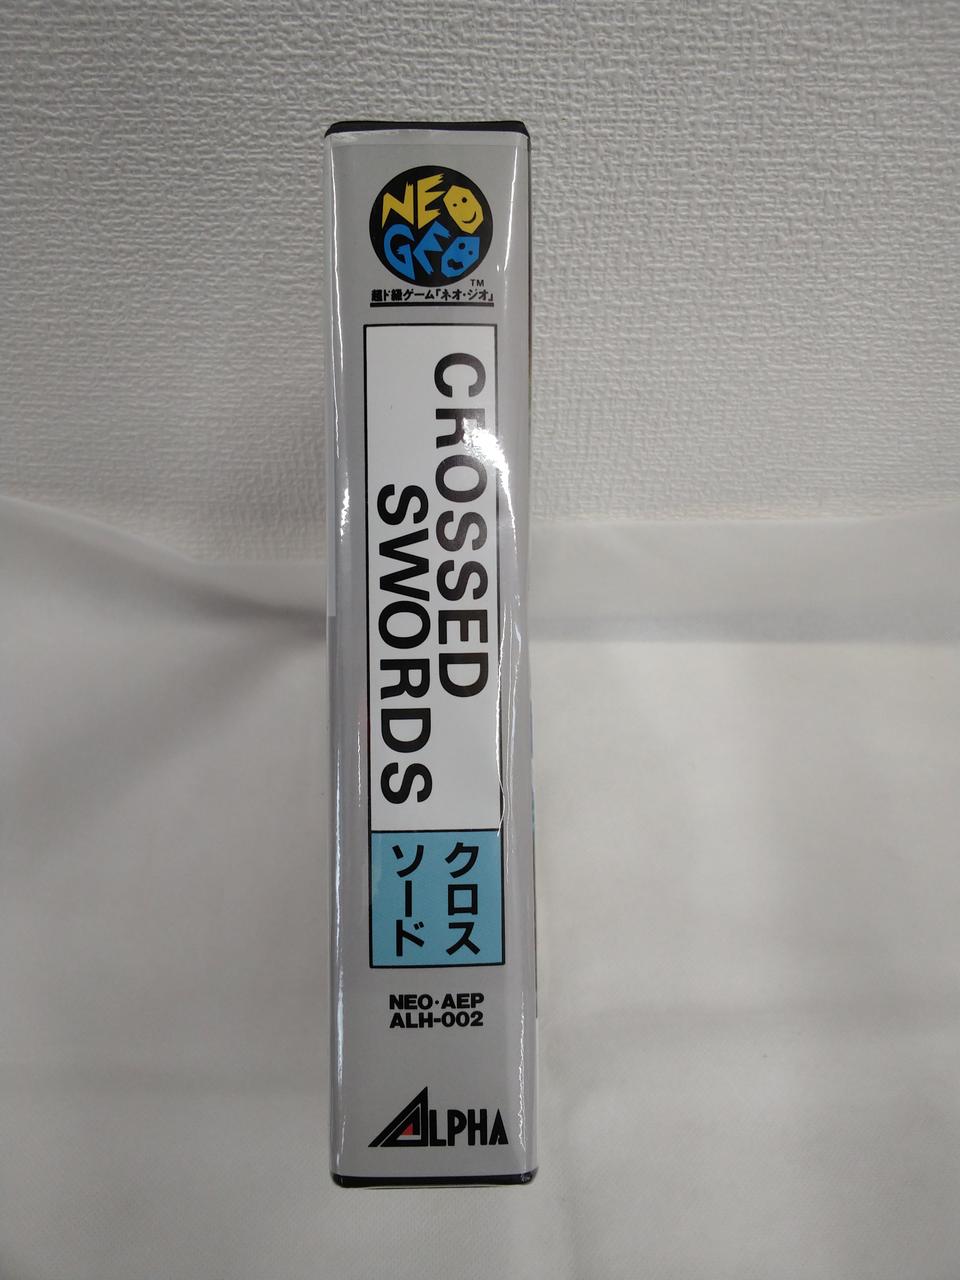 NEO
GEO
TM
超ド級ゲーム「ネオ・ジオ」
CROSSED
SWORDS
クロス
ソード
NEO・AEP
ALH-002
ALPHA